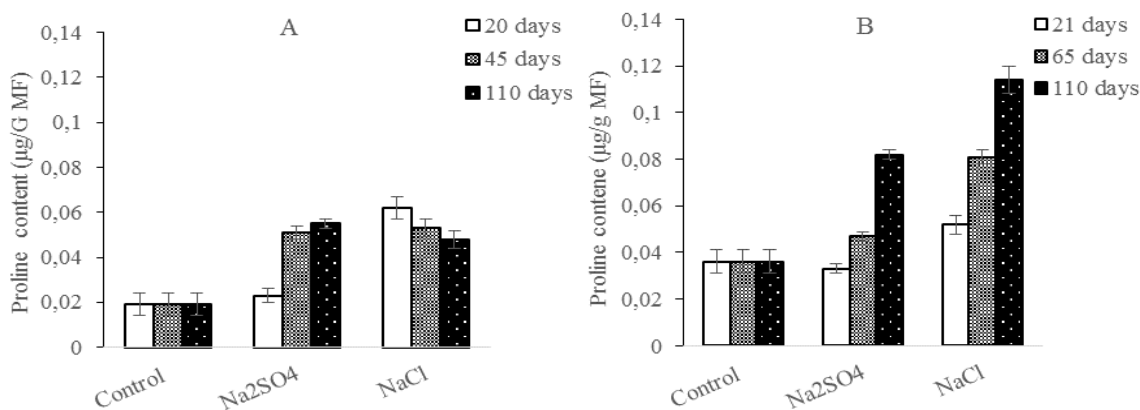 A
Proline content (µg/G MF)
0,14
0,12
0,1
0,08
0,06
0,04
0,02
0
20 days
45 days
110 days
Control
Na2SO4
NaCl
B
Proline contene (µg/g MF)
0,14
0,12
0,1
0,08
0,06
0,04
0,02
0
21 days
65 days
110 days
Control
Na2SO4
NaCl